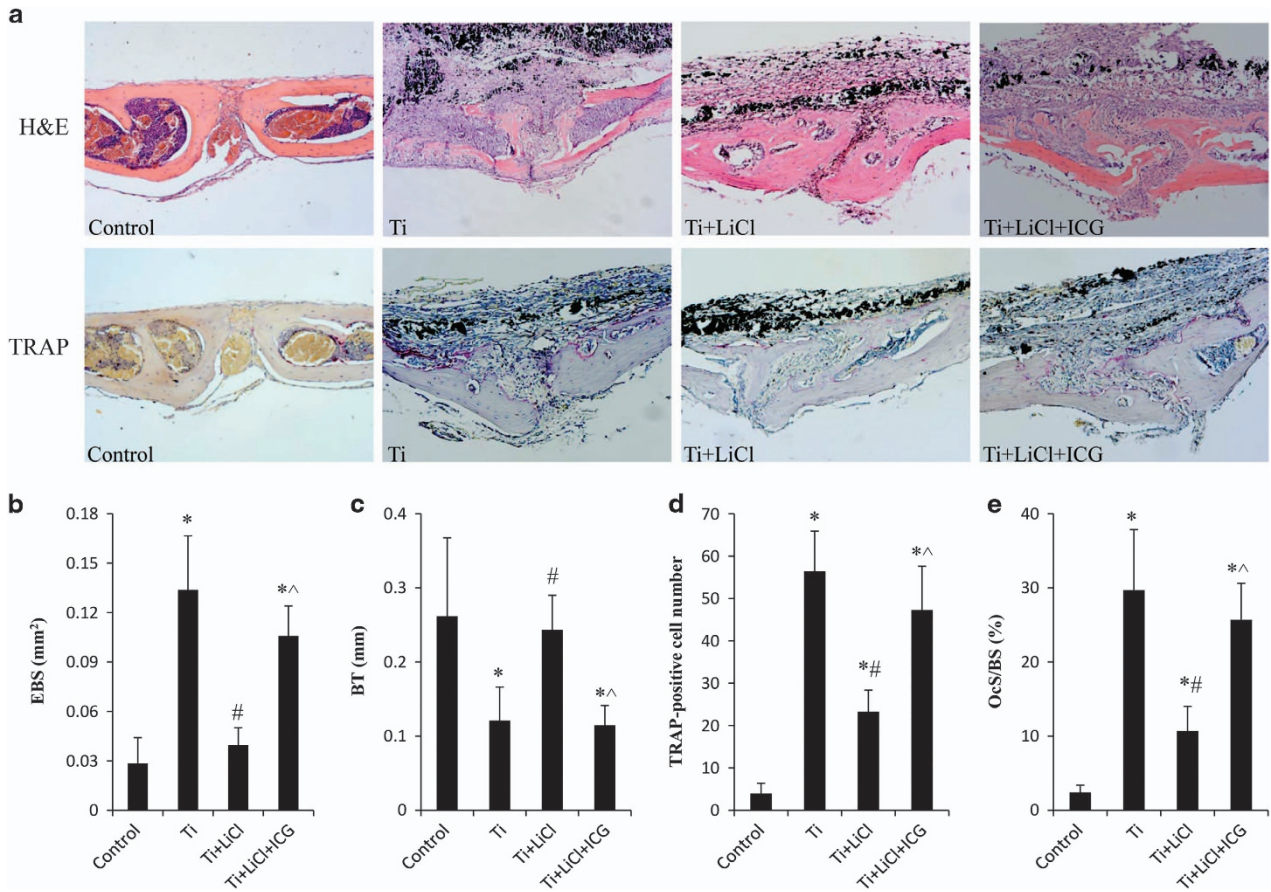 a
H&E
Control
Ti
Ti+LiCl
Ti+LiCl+ICG
TRAP
Control
Ti
Ti+LiCl
Ti+LiCl+ICG
b
EBS (mm²)
0.18
0.15
0.12
0.09
0.06
0.03
0
*
#
*^
Control
Ti
Ti+LiCl
Ti+LiCl+ICG
c
BT (mm)
0.4
0.3
0.2
0.1
0
*
#
*^
Control
Ti
Ti+LiCl
Ti+LiCl+ICG
d
TRAP-positive cell number
70
60
50
40
30
20
10
0
*
*#
*^
Control
Ti
Ti+LiCl
Ti+LiCl+ICG
e
OcS/BS (%)
40
30
20
10
0
*
*#
*^
Control
Ti
Ti+LiCl
Ti+LiCl+ICG